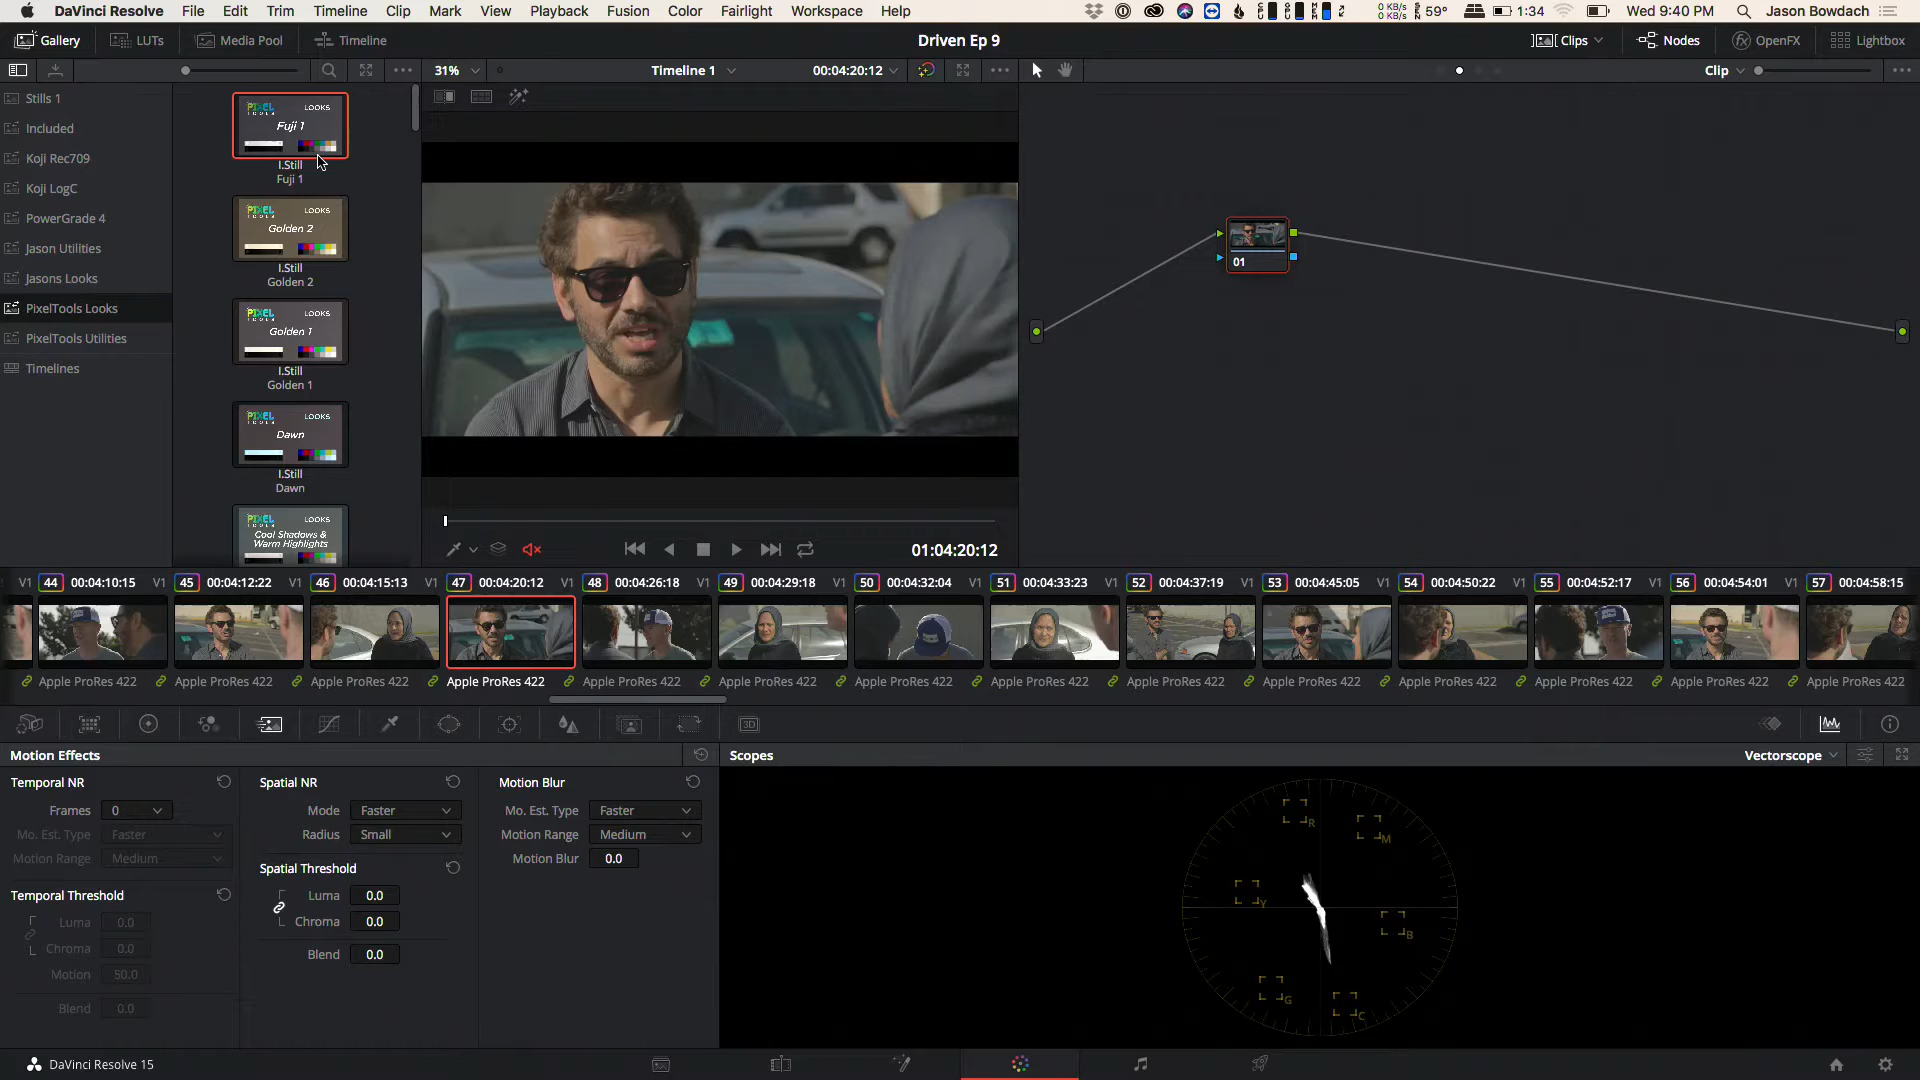 DaVinci Resolve File Edit Trim Timeline Clip Mark View Playback Fusion Color Fairlight Workspace Help
0 KB/s 0 KB/s 59° 1:34 Wed 9:40 PM Jason Bowdach
Gallery LUTs Media Pool Timeline
Driven Ep 9
Clips Nodes OpenFX Lightbox
31% Timeline 1 00:04:20:12
Clip
Stills 1
Included
Koji Rec709
Koji LogC
PowerGrade 4
Jason Utilities
Jasons Looks
PixelTools Looks
PixelTools Utilities
Timelines
PIXEL TOOLS LOOKS
Fuji 1
I.Still
Fuji 1
PIXEL TOOLS LOOKS
Golden 2
I.Still
Golden 2
PIXEL TOOLS LOOKS
Golden 1
I.Still
Golden 1
PIXEL TOOLS LOOKS
Dawn
I.Still
Dawn
PIXEL TOOLS LOOKS
Cool Shadows &
Warm Highlights
01
01:04:20:12
V1 44 00:04:10:15 V1 45 00:04:12:22 V1 46 00:04:15:13 V1 47 00:04:20:12 V1 48 00:04:26:18 V1 49 00:04:29:18 V1 50 00:04:32:04 V1 51 00:04:33:23 V1 52 00:04:37:19 V1 53 00:04:45:05 V1 54 00:04:50:22 V1 55 00:04:52:17 V1 56 00:04:54:01 V1 57 00:04:58:15
Apple ProRes 422 Apple ProRes 422 Apple ProRes 422 Apple ProRes 422 Apple ProRes 422 Apple ProRes 422 Apple ProRes 422 Apple ProRes 422 Apple ProRes 422 Apple ProRes 422 Apple ProRes 422 Apple ProRes 422 Apple ProRes 422 Apple ProRes 422
3D
Motion Effects
Temporal NR
Frames 0
Mo. Est. Type Faster
Motion Range Medium
Temporal Threshold
Luma 0.0
Chroma 0.0
Motion 50.0
Blend 0.0
Spatial NR
Mode Faster
Radius Small
Spatial Threshold
Luma 0.0
Chroma 0.0
Blend 0.0
Motion Blur
Mo. Est. Type Faster
Motion Range Medium
Motion Blur 0.0
Scopes Vectorscope
R
M
Y
B
G
C
DaVinci Resolve 15